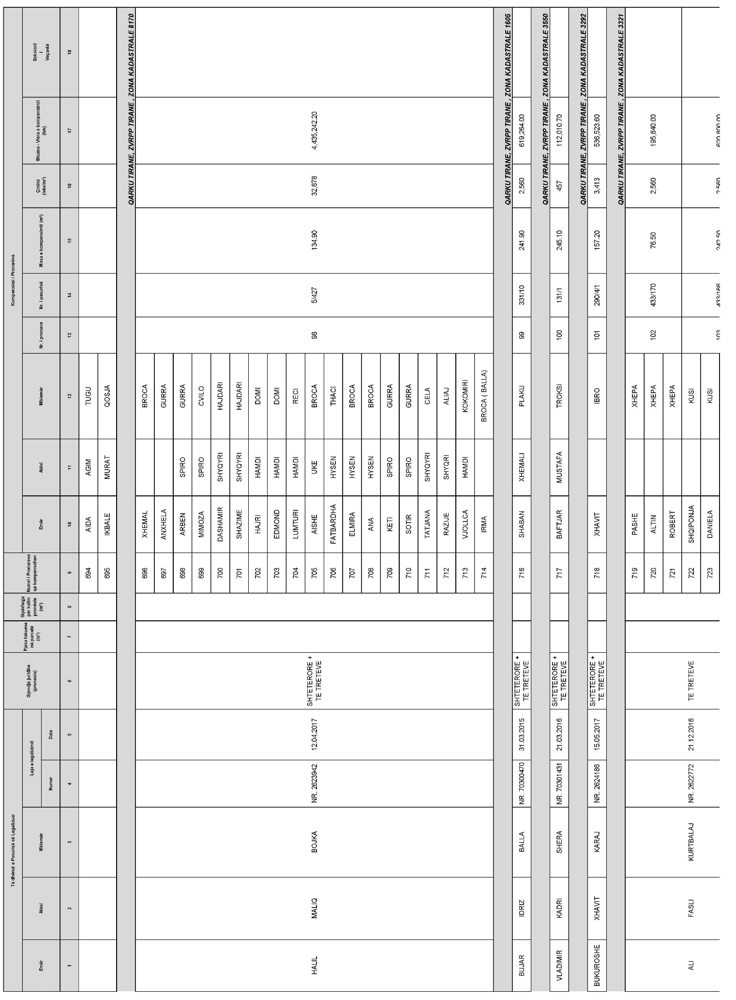 Të dhënat e Pasurisë së Legalizuar
Kompensimi i Pronarëve
Emër
Atësi
Mbiemër
Leja e legalizimit
Numer
Date
Gjendja juridike
(pronesia)
Pjesa takuese
në parcelë
(m²)
Sipërfaqja
për kalim
pronësie
(m²)
Numri i Pronareve
qe kompensohen
Emër
Atësi
Mbiemër
Nr. i pronave
Nr. i pasurisë
Masa e kompensimit (m²)
Çmimi
(leke/m²)
Shuma - Vlera e kompensimit
(lek)
Seksioni
i
Veçantë
1 2 3 4 5 6 7 8 9 10 11 12 13 14 15 16 17 18
694 AIDA AGIM TUGU
695 IKBALE MURAT QOSJA
QARKU TIRANE, ZVRPP TIRANE , ZONA KADASTRALE 8170
696 XHEMAL BROCA
697 ANXHELA GURRA
698 ARBEN SPIRO GURRA
699 MIMOZA SPIRO CVILO
700 DASHAMIR SHYQYRI HAJDARI
701 SHAZIME SHYQYRI HAJDARI
702 HAJRI HAMDI DOMI
703 EDMOND HAMDI DOMI
704 LUMTURI HAMDI RECI
HALIL MALIQ BOJKA NR. 2623942 12.04.2017 SHTETERORE +
TE TRETEVE 705 AISHE UKE BROCA 98 5/427 134.90 32,878 4,435,242.20
706 FATBARDHA HYSEN THACI
707 ELMIRA HYSEN BROCA
708 ANA HYSEN BROCA
709 KETI SPIRO GURRA
710 SOTIR SPIRO GURRA
711 TATJANA SHYQYRI CELA
712 RAZIJE SHYQRI ALIAJ
713 VJOLLCA HAMDI KOKOMIRI
714 IRMA BROCA ( BALLA)
QARKU TIRANE, ZVRPP TIRANE , ZONA KADASTRALE 1605
BUJAR IDRIZ BALLA NR. 70300470 31.03.2015 SHTETERORE +
TE TRETEVE 716 SHABAN XHEMALI PLAKU 99 331/10 241.90 2,560 619,264.00
QARKU TIRANE, ZVRPP TIRANE , ZONA KADASTRALE 3550
VLADIMIR KADRI SHERA NR. 70301431 21.03.2016 SHTETERORE +
TE TRETEVE 717 BAFTJAR MUSTAFA TROKSI 100 131/1 245.10 457 112,010.70
QARKU TIRANE, ZVRPP TIRANE , ZONA KADASTRALE 3292
BUKUROSHE XHAVIT KARAJ NR. 2624186 15.05.2017 SHTETERORE +
TE TRETEVE 718 XHAVIT IBRO 101 290/4/1 157.20 3,413 536,523.60
QARKU TIRANE, ZVRPP TIRANE , ZONA KADASTRALE 3321
719 PASHE XHEPA
720 ALTIN XHEPA 102 433/170 76.50 2,560 195,840.00
721 ROBERT XHEPA
ALI FASLI KURTBALAJ NR. 2622772 21.12.2016 TE TRETEVE 722 SHQIPONJA KUSI
723 DANIELA KUSI 103 433/166 242.50 2,560 620,800.00